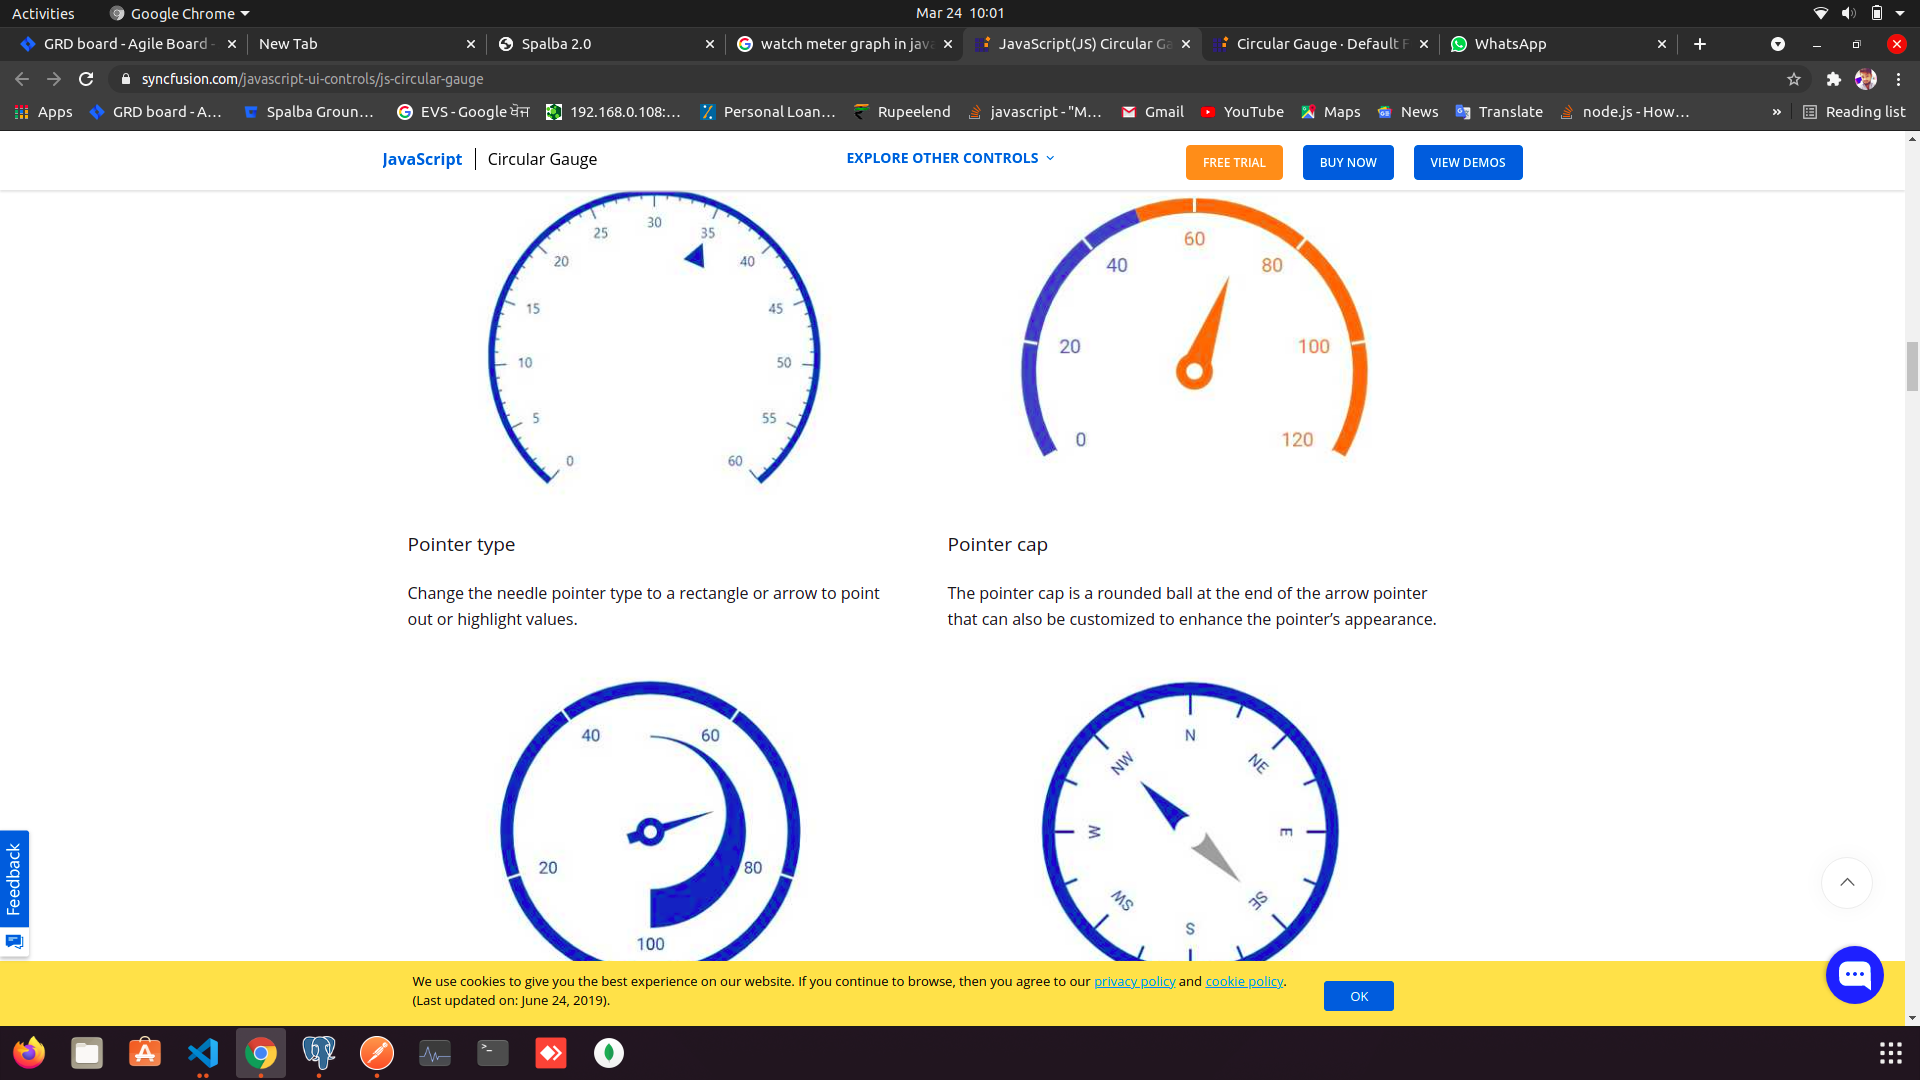 Activities
Google Chrome
Mar 24 10:01
GRD board - Agile Board -
New Tab
Spalba 2.0
watch meter graph in java
JavaScript(JS) Circular Ga
Circular Gauge · Default F
WhatsApp
syncfusion.com/javascript-ui-controls/js-circular-gauge
Apps
GRD board - A...
Spalba Groun...
EVS - Google ਖੋਜ
192.168.0.108:...
Personal Loan...
Rupeelend
javascript - "M...
Gmail
YouTube
Maps
News
Translate
node.js - How...
»
Reading list
JavaScript
Circular Gauge
EXPLORE OTHER CONTROLS
FREE TRIAL
BUY NOW
VIEW DEMOS
0
5
10
15
20
25
30
35
40
45
50
55
60
0
20
40
60
80
100
120
Pointer type
Change the needle pointer type to a rectangle or arrow to point
out or highlight values.
Pointer cap
The pointer cap is a rounded ball at the end of the arrow pointer
that can also be customized to enhance the pointer’s appearance.
20
40
60
80
100
N
NE
E
SE
S
SW
W
NW
Feedback
We use cookies to give you the best experience on our website. If you continue to browse, then you agree to our privacy policy and cookie policy.
(Last updated on: June 24, 2019).
OK